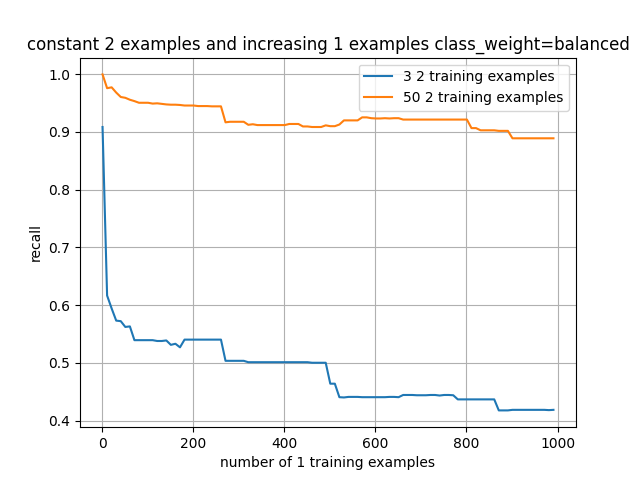 constant 2 examples and increasing 1 examples class_weight=balanced
3 2 training examples
50 2 training examples
recall
1.0
0.9
0.8
0.7
0.6
0.5
0.4
0 200 400 600 800 1000
number of 1 training examples